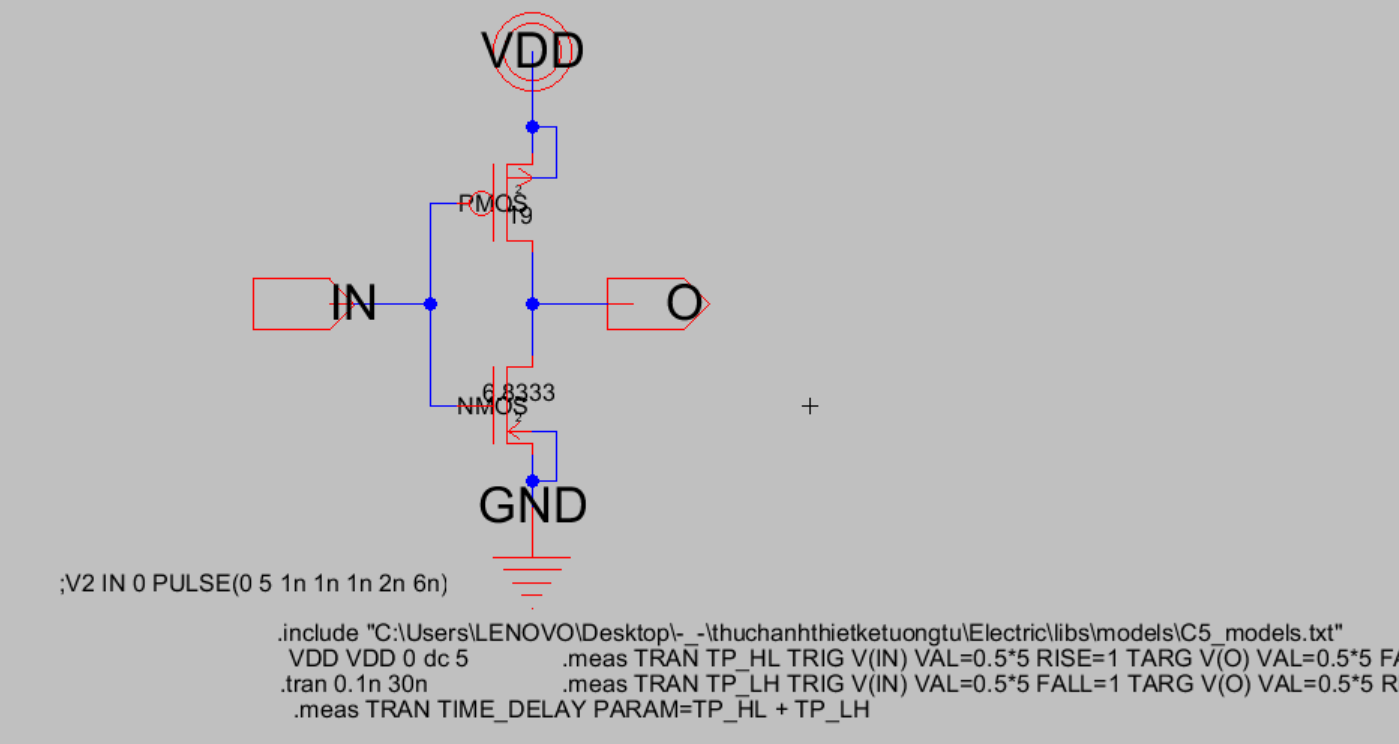 VDD
PMOS
2
19
IN
O
6.8333
NMOS
2
GND
;V2 IN 0 PULSE(0 5 1n 1n 1n 2n 6n)
.include "C:\Users\LENOVO\Desktop\-_-\thuchanhthietketuongtu\Electric\libs\models\C5_models.txt"
VDD VDD 0 dc 5 .meas TRAN TP_HL TRIG V(IN) VAL=0.5*5 RISE=1 TARG V(O) VAL=0.5*5 FA
.tran 0.1n 30n .meas TRAN TP_LH TRIG V(IN) VAL=0.5*5 FALL=1 TARG V(O) VAL=0.5*5 R
.meas TRAN TIME_DELAY PARAM=TP_HL + TP_LH